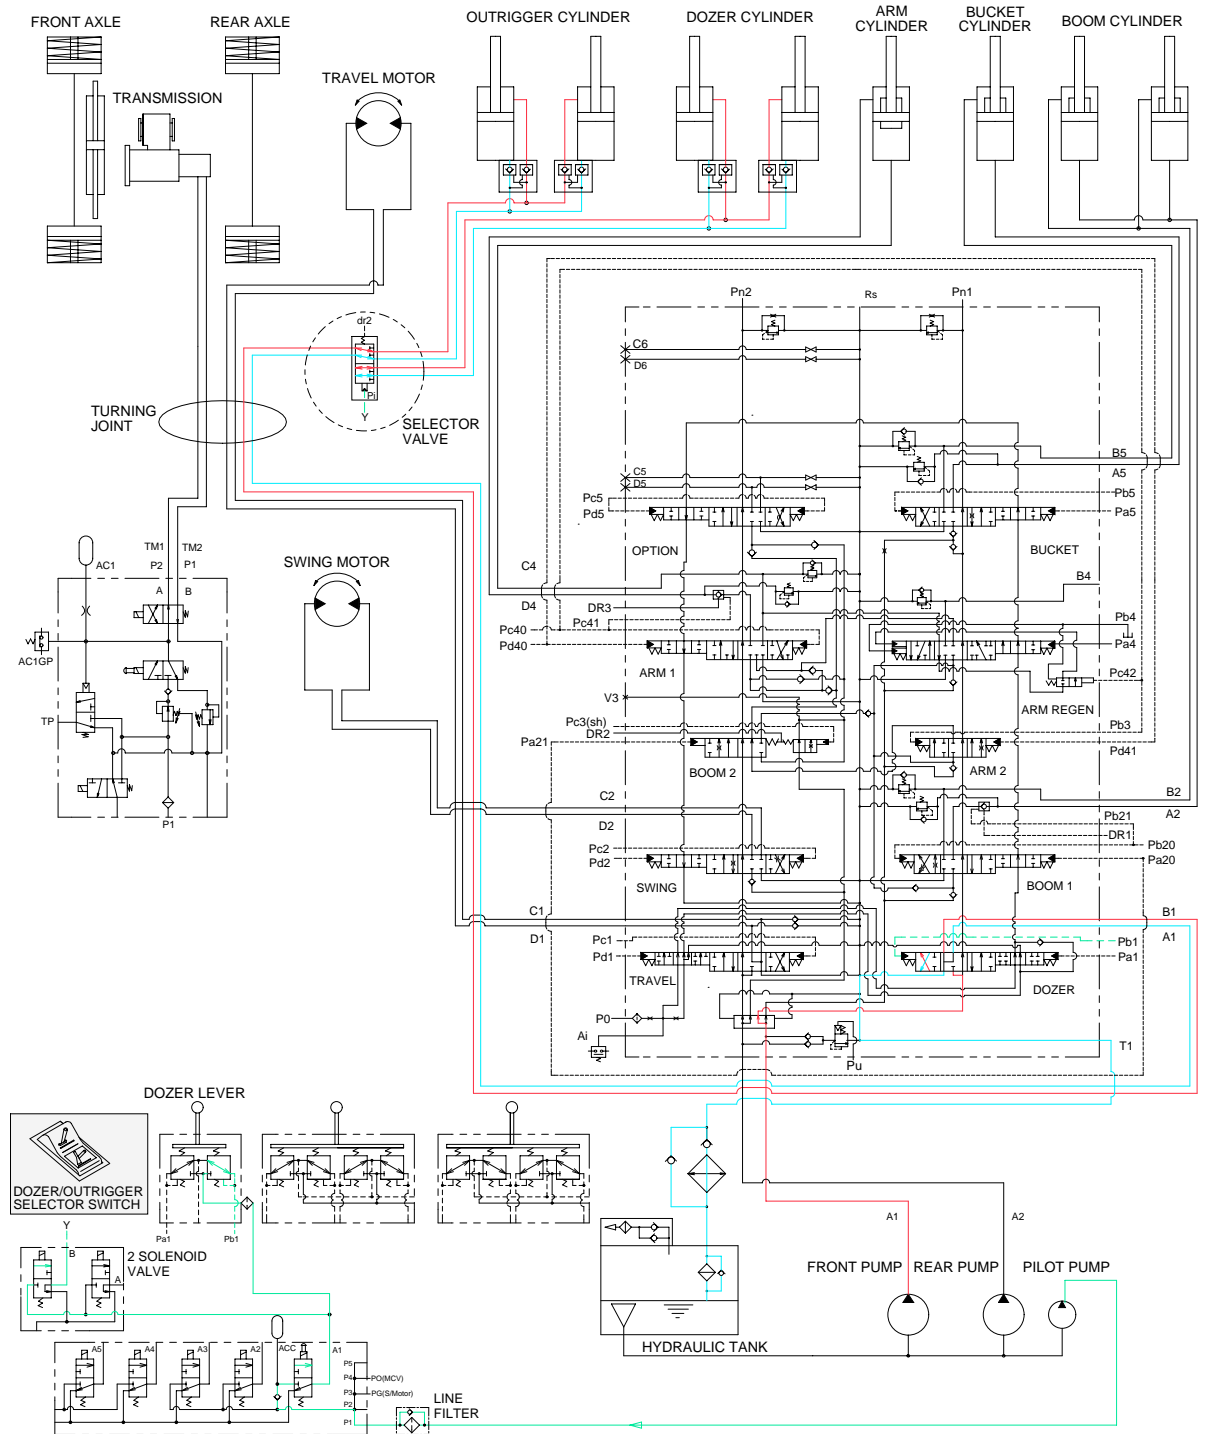 FRONT AXLE
REAR AXLE
OUTRIGGER CYLINDER
DOZER CYLINDER
ARM
CYLINDER
BUCKET
CYLINDER
BOOM CYLINDER
TRAVEL MOTOR
TRANSMISSION
Pn2
Rs
Pn1
dr2
C6
D6
Pi
Y
SELECTOR
VALVE
TURNING
JOINT
B5
A5
C5
D5
Pc5
Pd5
Pb5
Pa5
OPTION
BUCKET
TM1
TM2
P2
P1
AC1
A
B
SWING MOTOR
C4
D4
B4
DR3
Pc41
Pc40
Pd40
Pb4
Pa4
AC1GP
ARM 1
Pc42
ARM REGEN
V3
TP
Pc3(sh)
DR2
Pa21
Pb3
Pd41
BOOM 2
ARM 2
C2
D2
B2
A2
P1
Pb21
DR1
Pc2
Pd2
Pb20
Pa20
SWING
BOOM 1
C1
D1
B1
A1
Pc1
Pd1
Pb1
Pa1
TRAVEL
DOZER
P0
Ai
Pu
T1
DOZER LEVER
DOZER/OUTRIGGER
SELECTOR SWITCH
Pa1
Pb1
Y
B
A
2 SOLENOID
VALVE
A1
A2
FRONT PUMP
REAR PUMP
PILOT PUMP
HYDRAULIC TANK
A5
A4
A3
A2
ACC
A1
P5
P4
PO(MCV)
P3
PG(S/Motor)
P2
P1
LINE
FILTER